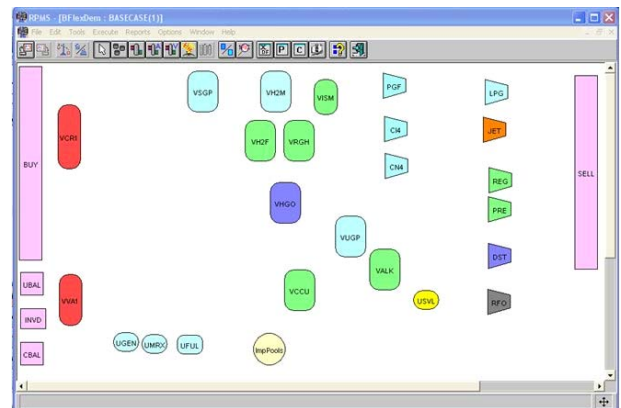 RPMS - [BFlexDem : BASECASE(1)]
File Edit Tools Execute Reports Options Window Help
P C
VSGP
VH2M
VISM
PGF
LPG
VCRI
VH2F
VRGH
CI4
JET
BUY
CN4
REG
SELL
VHGO
PRE
VUGP
DST
VALK
UBAL
VVA1
VCCU
USVL
RFO
INVD
UGEN
UMRX
UFUL
ImpPools
CBAL